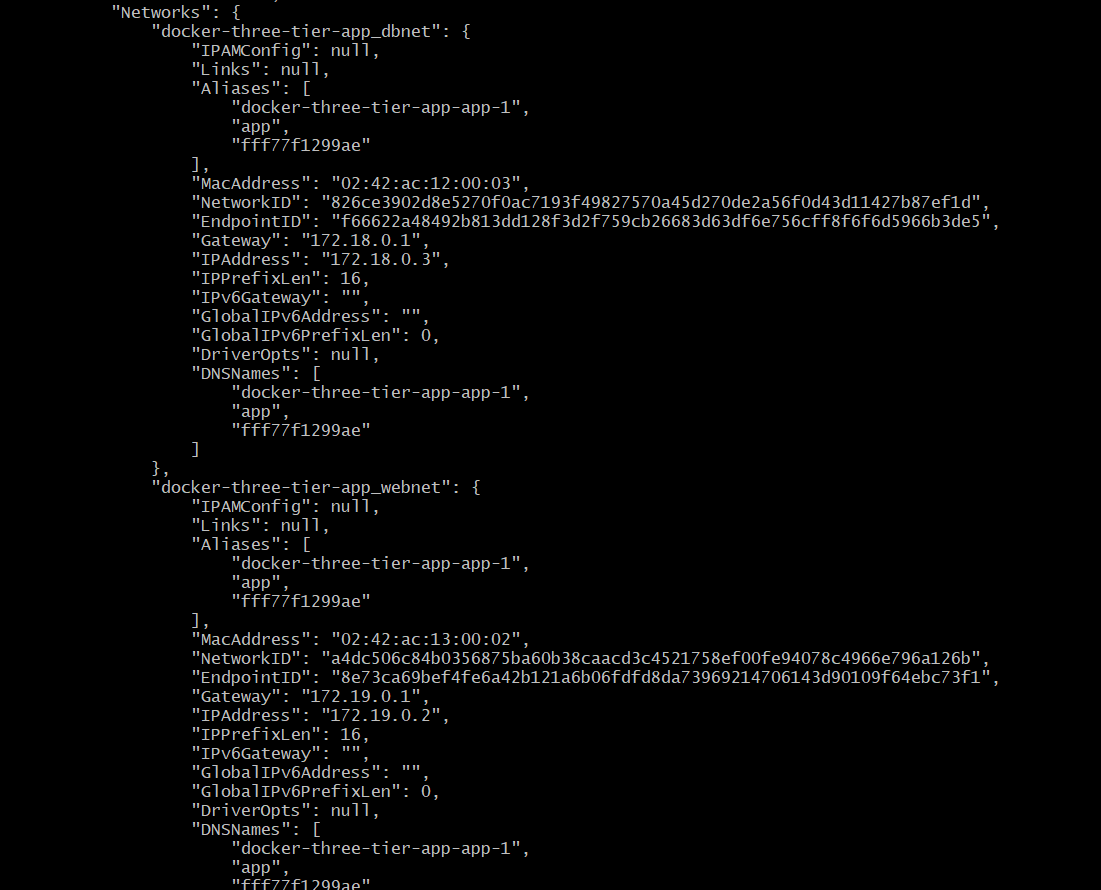 "Networks": {
"docker-three-tier-app_dbnet": {
"IPAMConfig": null,
"Links": null,
"Aliases": [
"docker-three-tier-app-app-1",
"app",
"fff77f1299ae"
],
"MacAddress": "02:42:ac:12:00:03",
"NetworkID": "826ce3902d8e5270f0ac7193f49827570a45d270de2a56f0d43d11427b87ef1d",
"EndpointID": "f66622a48492b813dd128f3d2f759cb26683d63df6e756cff8f6f6d5966b3de5",
"Gateway": "172.18.0.1",
"IPAddress": "172.18.0.3",
"IPPrefixLen": 16,
"IPv6Gateway": "",
"GlobalIPv6Address": "",
"GlobalIPv6PrefixLen": 0,
"DriverOpts": null,
"DNSNames": [
"docker-three-tier-app-app-1",
"app",
"fff77f1299ae"
]
},
"docker-three-tier-app_webnet": {
"IPAMConfig": null,
"Links": null,
"Aliases": [
"docker-three-tier-app-app-1",
"app",
"fff77f1299ae"
],
"MacAddress": "02:42:ac:13:00:02",
"NetworkID": "a4dc506c84b0356875ba60b38caacd3c4521758ef00fe94078c4966e796a126b",
"EndpointID": "8e73ca69bef4fe6a42b121a6b06fdfd8da73969214706143d90109f64ebc73f1",
"Gateway": "172.19.0.1",
"IPAddress": "172.19.0.2",
"IPPrefixLen": 16,
"IPv6Gateway": "",
"GlobalIPv6Address": "",
"GlobalIPv6PrefixLen": 0,
"DriverOpts": null,
"DNSNames": [
"docker-three-tier-app-app-1",
"app",
"fff77f1299ae"